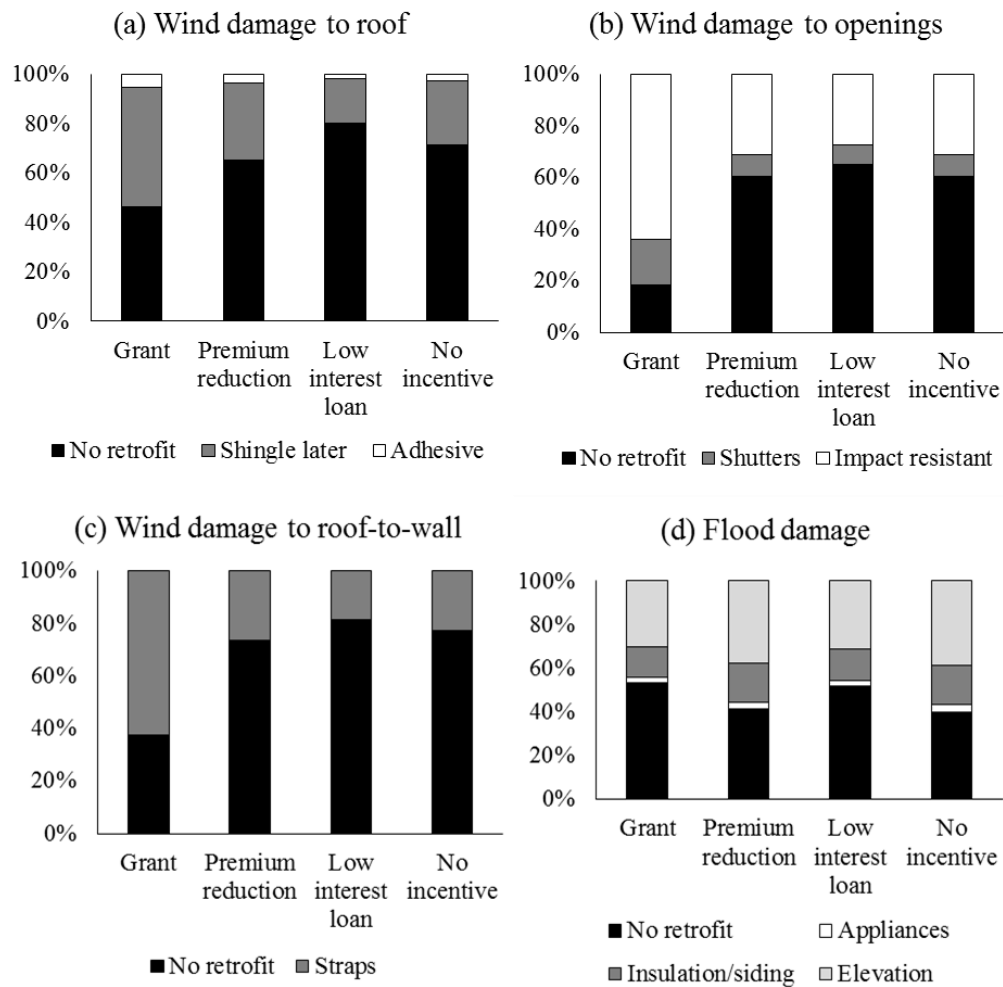 (a) Wind damage to roof
100%
80%
60%
40%
20%
0%
Grant
Premium
reduction
Low
interest
loan
No
incentive
No retrofit Shingle later Adhesive
(b) Wind damage to openings
100%
80%
60%
40%
20%
0%
Grant
Premium
reduction
Low
interest
loan
No
incentive
No retrofit Shutters Impact resistant
(c) Wind damage to roof-to-wall
100%
80%
60%
40%
20%
0%
Grant
Premium
reduction
Low
interest
loan
No
incentive
No retrofit Straps
(d) Flood damage
100%
80%
60%
40%
20%
0%
Grant
Premium
reduction
Low
interest
loan
No
incentive
No retrofit Appliances
Insulation/siding Elevation